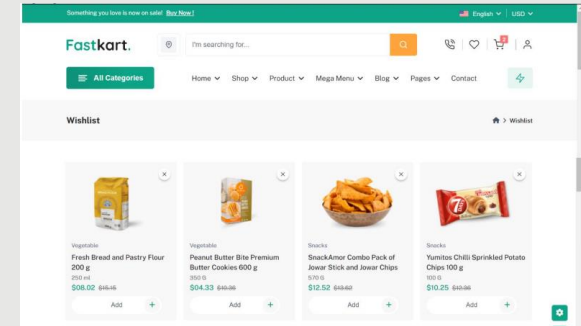 Something you love is now on sale! Buy Now !
English
USD
Fastkart.
I'm searching for...
All Categories
Home
Shop
Product
Mega Menu
Blog
Pages
Contact
Wishlist
> Wishlist
Vegetable
Fresh Bread and Pastry Flour
200 g
250 ml
$08.02 $15.15
Add +
Vegetable
Peanut Butter Bite Premium
Butter Cookies 600 g
350 G
$04.33 $10.36
Add +
Snacks
SnackAmor Combo Pack of
Jowar Stick and Jowar Chips
570 G
$12.52 $13.62
Add +
7
Snacks
Yumitos Chilli Sprinkled Potato
Chips 100 g
100 G
$10.25 $12.36
Add +